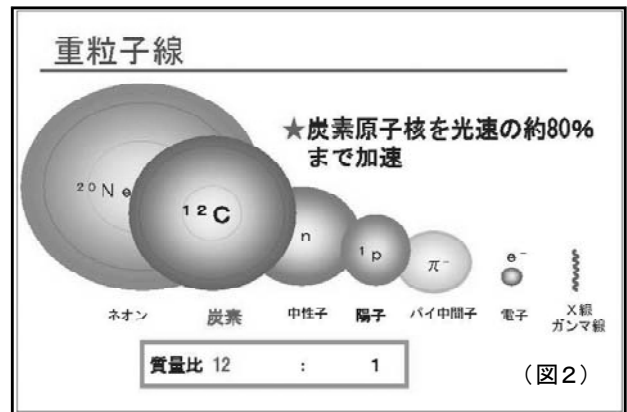 重粒子線
★炭素原子核を光速の約80%
まで加速
²⁰Ne
¹²C
n
¹p
π⁻
e⁻
ネオン
炭素
中性子
陽子
パイ中間子
電子
X線
ガンマ線
質量比 12 : 1
(図2)